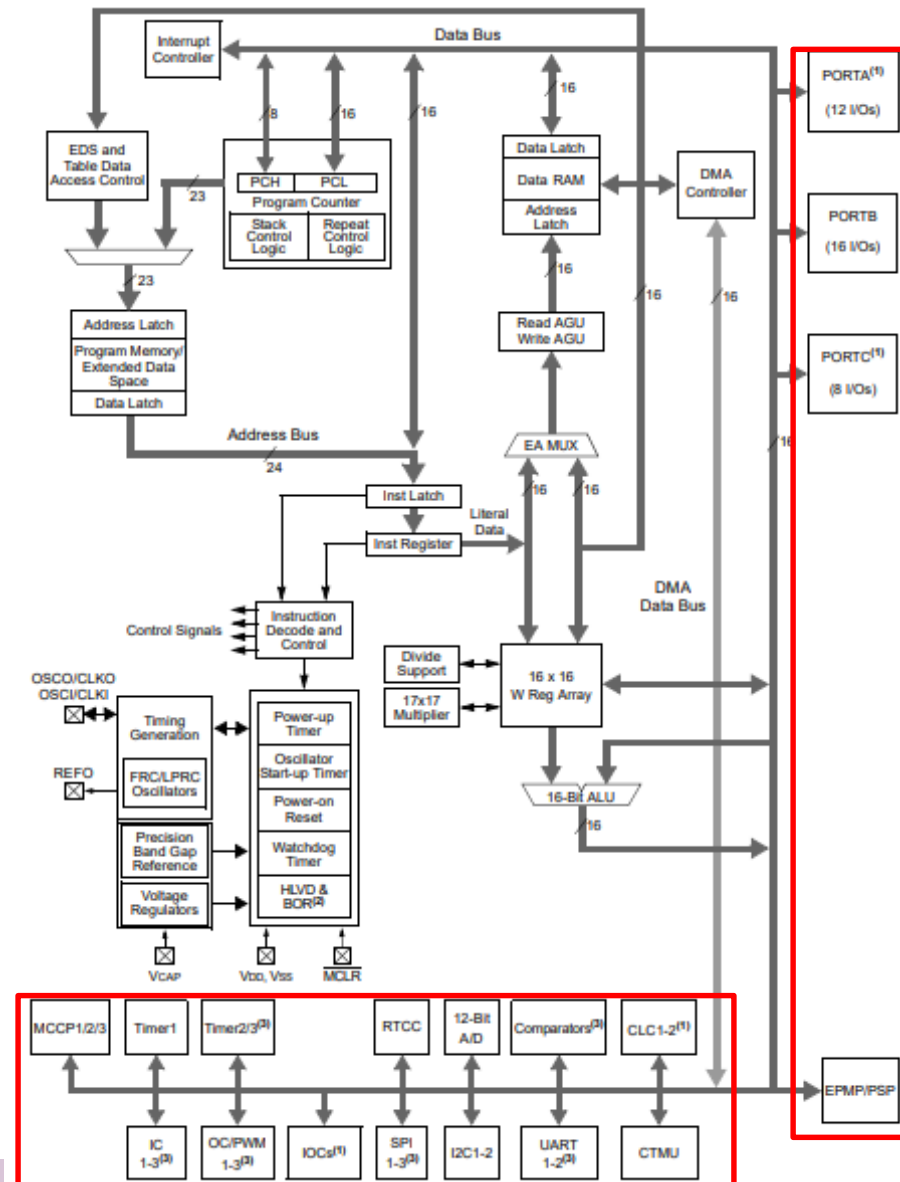 Data Bus
Interrupt
Controller
PORTA(1)
(12 I/Os)
8
16
16
16
EDS and
Table Data
Access Control
Data Latch
Data RAM
Address
Latch
DMA
Controller
23
PCH
PCL
Program Counter
Stack
Control
Logic
Repeat
Control
Logic
PORTB
(16 I/Os)
23
16
16
16
Address Latch
Program Memory/
Extended Data
Space
Data Latch
Read AGU
Write AGU
PORTC(1)
(8 I/Os)
Address Bus
24
EA MUX
16
16
16
Inst Latch
Inst Register
Literal
Data
DMA
Data Bus
Control Signals
Instruction
Decode and
Control
Divide
Support
17x17
Multiplier
16 x 16
W Reg Array
OSCO/CLKO
OSCI/CLKI
Timing
Generation
REFO
FRC/LPRC
Oscillators
Precision
Band Gap
Reference
Voltage
Regulators
Power-up
Timer
Oscillator
Start-up Timer
Power-on
Reset
Watchdog
Timer
HLVD &
BOR(2)
16-Bit ALU
16
VCAP
VDD, VSS
MCLR
MCCP1/2/3
Timer1
Timer2/3(3)
RTCC
12-Bit
A/D
Comparators(3)
CLC1-2(1)
EPMP/PSP
IC
1-3(3)
OC/PWM
1-3(3)
IOCs(1)
SPI
1-3(3)
I2C1-2
UART
1-2(3)
CTMU